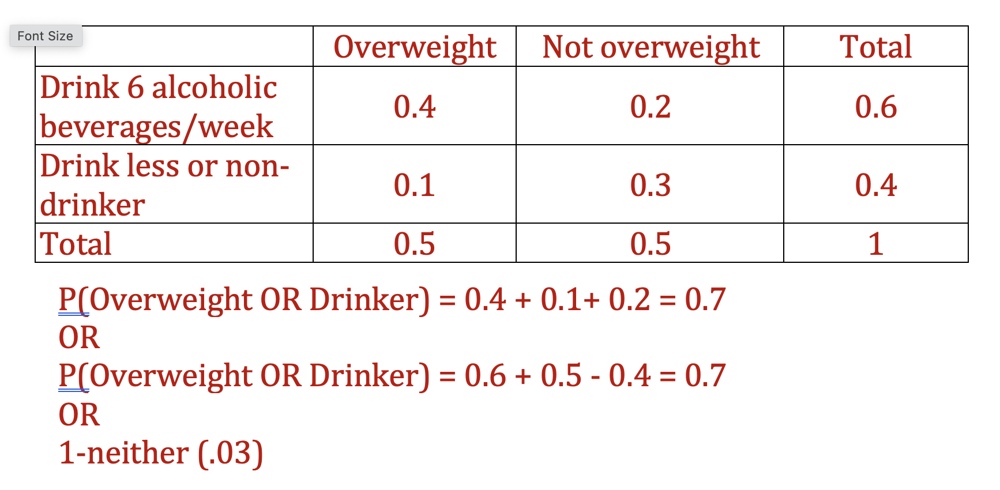 Font Size
Overweight Not overweight Total
Drink 6 alcoholic
beverages/week 0.4 0.2 0.6
Drink less or non-
drinker 0.1 0.3 0.4
Total 0.5 0.5 1
P(Overweight OR Drinker) = 0.4 + 0.1+ 0.2 = 0.7
OR
P(Overweight OR Drinker) = 0.6 + 0.5 - 0.4 = 0.7
OR
1-neither (.03)